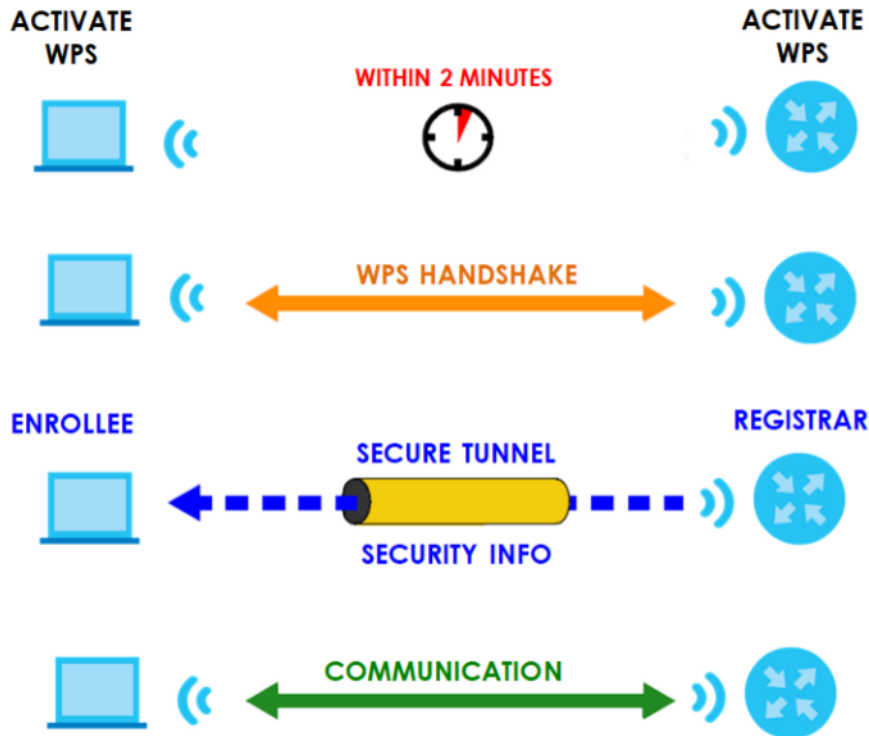 ACTIVATE
WPS
ACTIVATE
WPS
WITHIN 2 MINUTES
WPS HANDSHAKE
ENROLLEE
REGISTRAR
SECURE TUNNEL
SECURITY INFO
COMMUNICATION